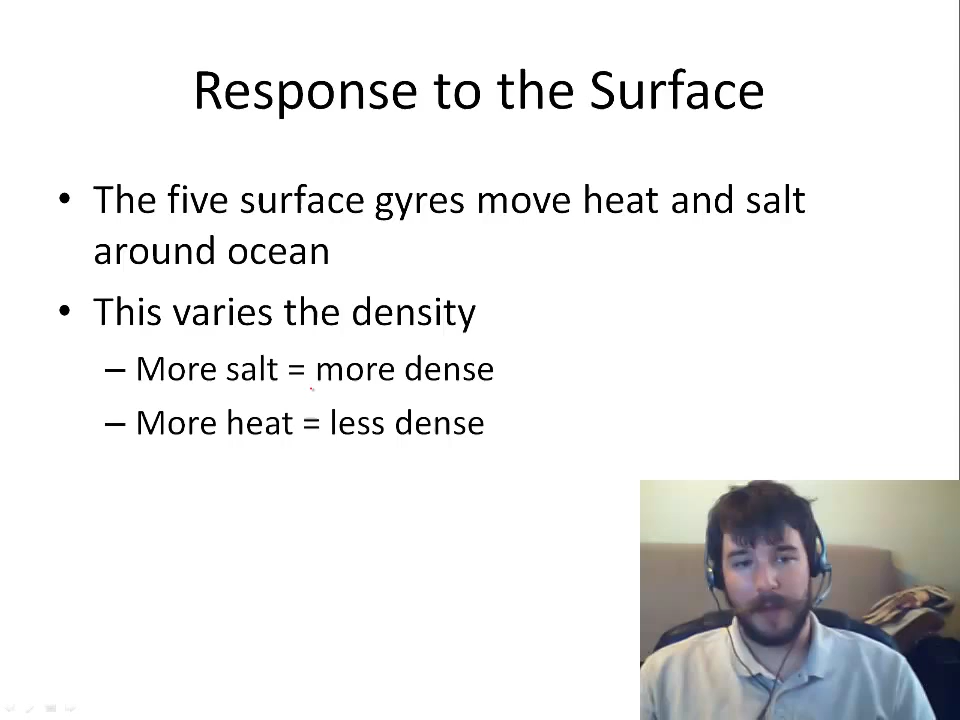 Response to the Surface
• The five surface gyres move heat and salt
around ocean
• This varies the density
– More salt = more dense
– More heat = less dense